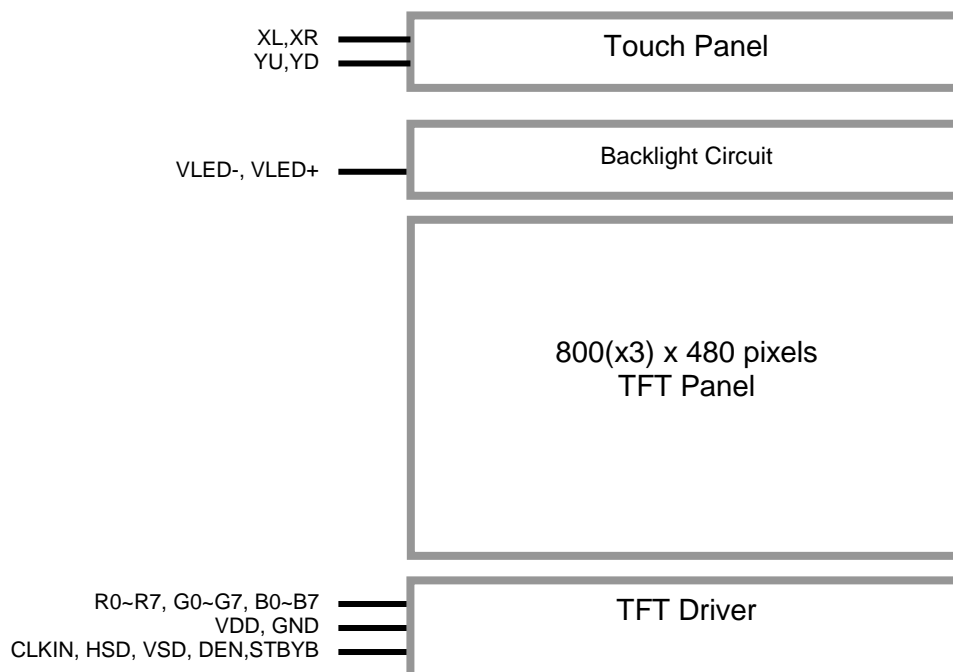 XL,XR
YU,YD
Touch Panel
VLED-, VLED+
Backlight Circuit
800(x3) x 480 pixels
TFT Panel
R0~R7, G0~G7, B0~B7
VDD, GND
CLKIN, HSD, VSD, DEN,STBYB
TFT Driver